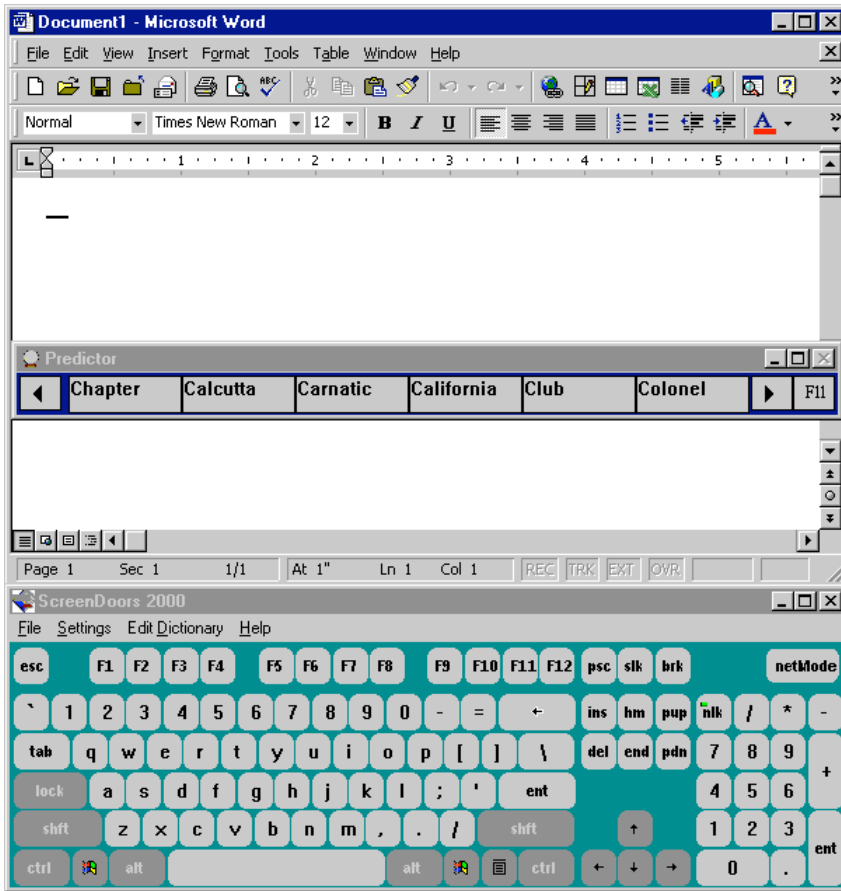 Document1 - Microsoft Word
File Edit View Insert Format Tools Table Window Help
ABC
Normal Times New Roman 12 B I U A
1 2 3 4 5
Predictor
Chapter Calcutta Carnatic California Club Colonel F11
Page 1 Sec 1 1/1 At 1" Ln 1 Col 1 REC TRK EXT OVR
ScreenDoors 2000
File Settings Edit Dictionary Help
esc F1 F2 F3 F4 F5 F6 F7 F8 F9 F10 F11 F12 psc slk brk netMode
` 1 2 3 4 5 6 7 8 9 0 - = ← ins hm pup nlk / * -
tab q w e r t y u i o p [ ] \ del end pdn 7 8 9 +
lock a s d f g h j k l ; ' ent 4 5 6
shft z x c v b n m , . / shft ↑ 1 2 3 ent
ctrl alt alt ctrl ← ↓ → 0 .